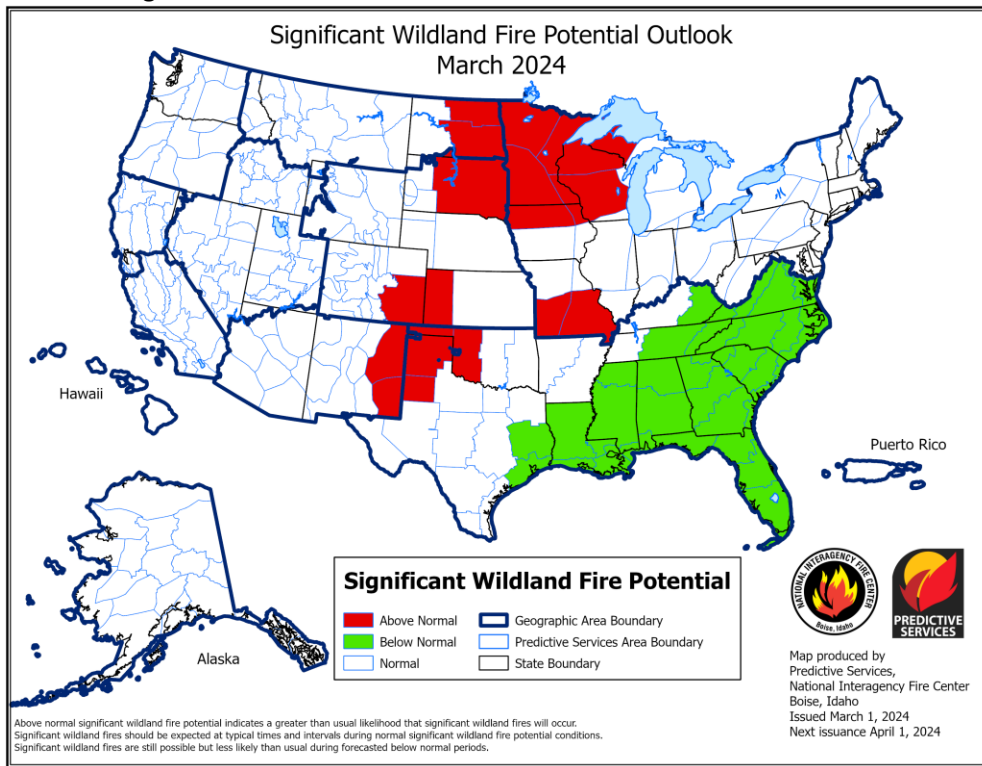 Significant Wildland Fire Potential Outlook
March 2024
Hawaii
Puerto Rico
Alaska
Significant Wildland Fire Potential
Above Normal
Below Normal
Normal
Geographic Area Boundary
Predictive Services Area Boundary
State Boundary
NATIONAL INTERAGENCY FIRE CENTER
Boise, Idaho
PREDICTIVE
SERVICES
Map produced by
Predictive Services,
National Interagency Fire Center
Boise, Idaho
Issued March 1, 2024
Next issuance April 1, 2024
Above normal significant wildland fire potential indicates a greater than usual likelihood that significant wildland fires will occur.
Significant wildland fires should be expected at typical times and intervals during normal significant wildland fire potential conditions.
Significant wildland fires are still possible but less likely than usual during forecasted below normal periods.